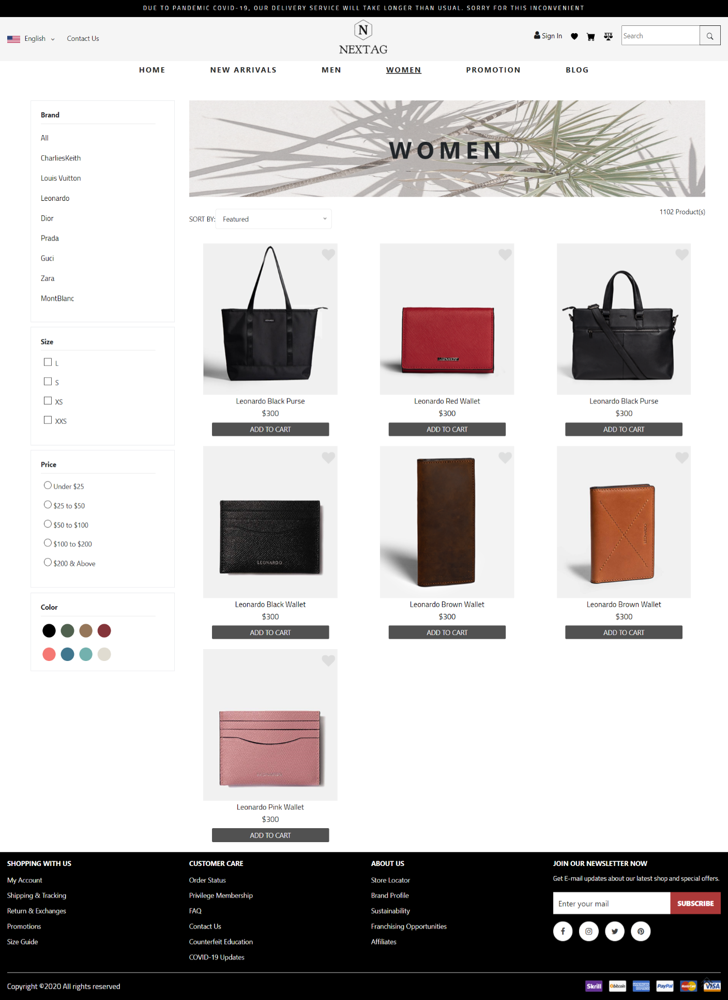 DUE TO PANDEMIC COVID-19, OUR DELIVERY SERVICE WILL TAKE LONGER THAN USUAL. SORRY FOR THIS INCONVENIENT
English
Contact Us
N
NEXTAG
Sign In
Search
HOME
NEW ARRIVALS
MEN
WOMEN
PROMOTION
BLOG
Brand
All
CharliesKeith
Louis Vuitton
Leonardo
Dior
Prada
Guci
Zara
MontBlanc
Size
L
S
XS
XXS
Price
Under $25
$25 to $50
$50 to $100
$100 to $200
$200 & Above
Color
WOMEN
SORT BY: Featured
1102 Product(s)
LEONARDO
Leonardo Black Purse
$300
ADD TO CART
LEONARDO
Leonardo Red Wallet
$300
ADD TO CART
Leonardo Black Purse
$300
ADD TO CART
LEONARDO
Leonardo Black Wallet
$300
ADD TO CART
Leonardo Brown Wallet
$300
ADD TO CART
LEONARDO
Leonardo Brown Wallet
$300
ADD TO CART
Leonardo Pink Wallet
$300
ADD TO CART
SHOPPING WITH US
My Account
Shipping & Tracking
Return & Exchanges
Promotions
Size Guide
CUSTOMER CARE
Order Status
Privilege Membership
FAQ
Contact Us
Counterfeit Education
COVID-19 Updates
ABOUT US
Store Locator
Brand Profile
Sustainability
Franchising Opportunities
Affiliates
JOIN OUR NEWSLETTER NOW
Get E-mail updates about our latest shop and special offers.
Enter your mail
SUBSCRIBE
Copyright ©2020 All rights reserved
Skrill
bitcoin
AMERICAN EXPRESS
PayPal
MasterCard
VISA